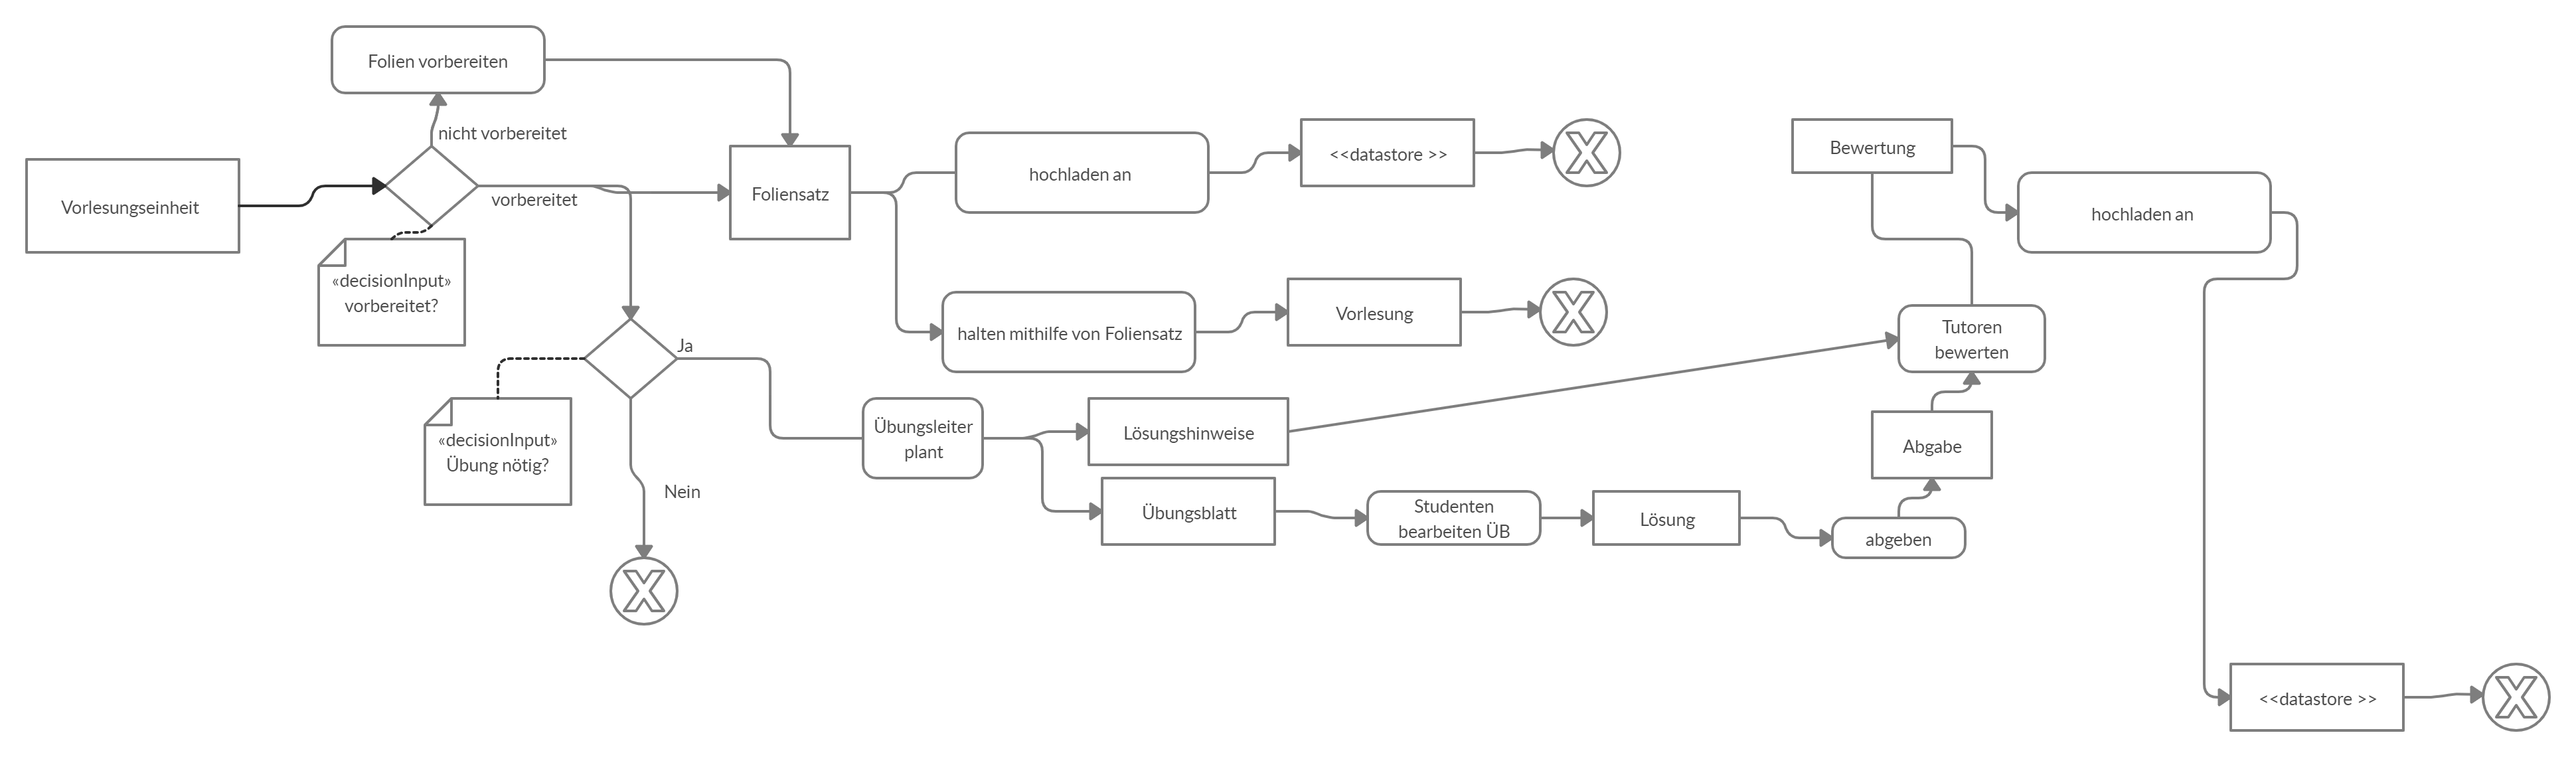 Folien vorbereiten
nicht vorbereitet
Vorlesungseinheit
vorbereitet
«decisionInput»
vorbereitet?
Foliensatz
hochladen an
<<datastore >>
X
halten mithilfe von Foliensatz
Vorlesung
X
Ja
«decisionInput»
Übung nötig?
Nein
X
Übungsleiter
plant
Lösungshinweise
Übungsblatt
Studenten
bearbeiten ÜB
Lösung
abgeben
Abgabe
Tutoren
bewerten
Bewertung
hochladen an
<<datastore >>
X